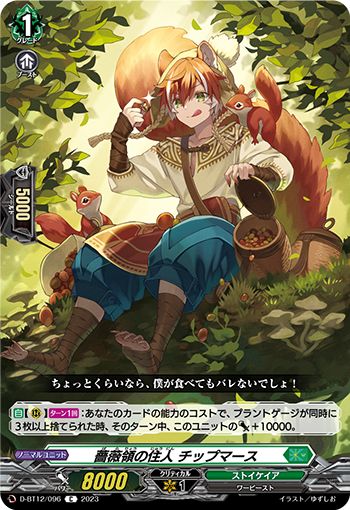 1
グレード
ブースト
5000
シールド
ちょっとくらいなら、僕が食べてもバレないでしょ！
自【R】ターン1回:あなたのカードの能力のコストで、プラントゲージが同時に
3枚以上捨てられた時、そのターン中、このユニットの+10000。
ノーマルユニット
薔薇領の住人 チップマース
パワー
8000
クリティカル
1
ストイケイア
ワービースト
D-BT12/096 C 2023
イラスト/ゆずしお